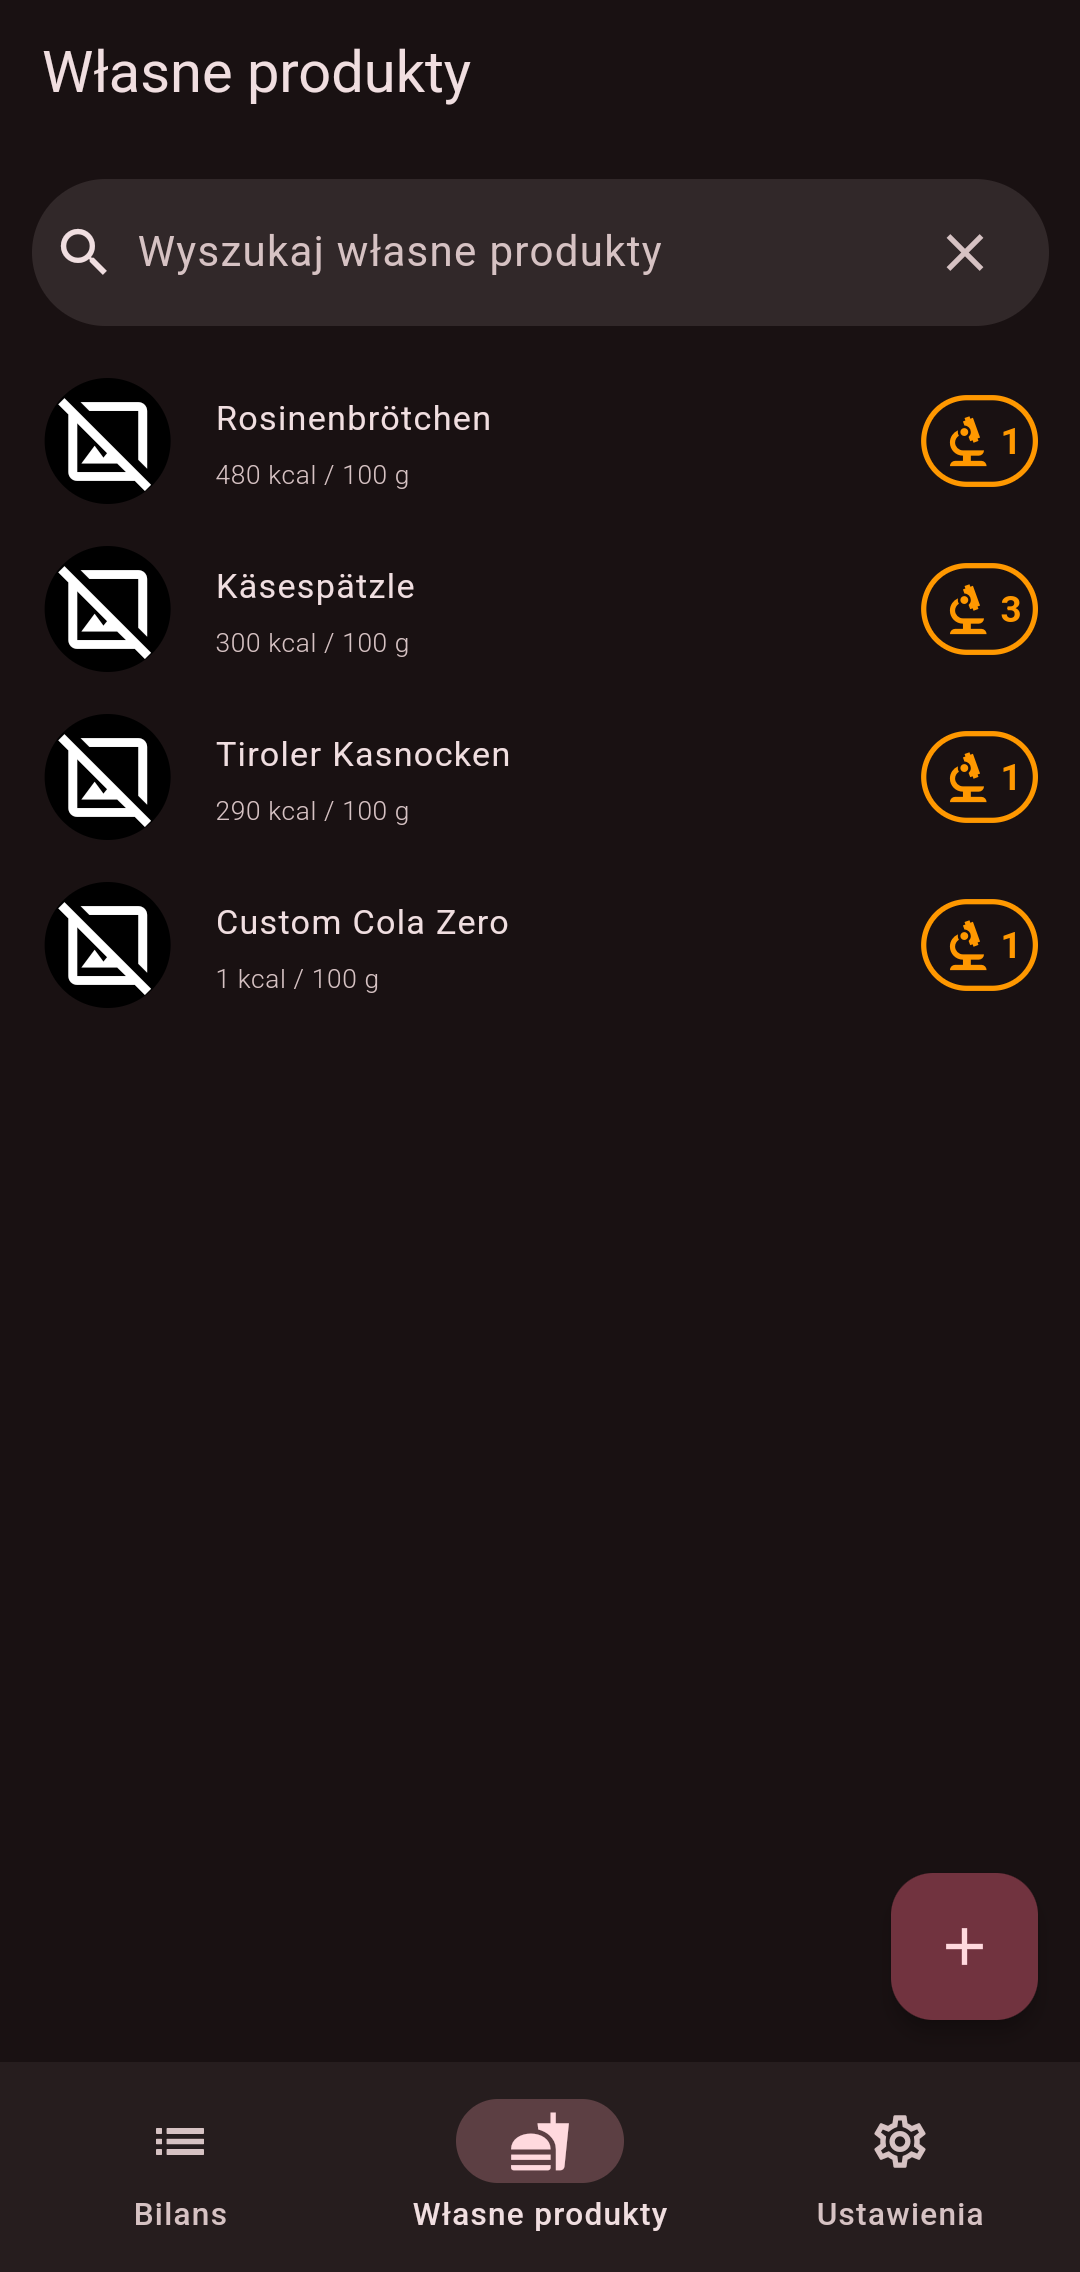 Własne produkty
Wyszukaj własne produkty
Rosinenbrötchen
480 kcal / 100 g
1
Käsespätzle
300 kcal / 100 g
3
Tiroler Kasnocken
290 kcal / 100 g
1
Custom Cola Zero
1 kcal / 100 g
1
Bilans
Własne produkty
Ustawienia